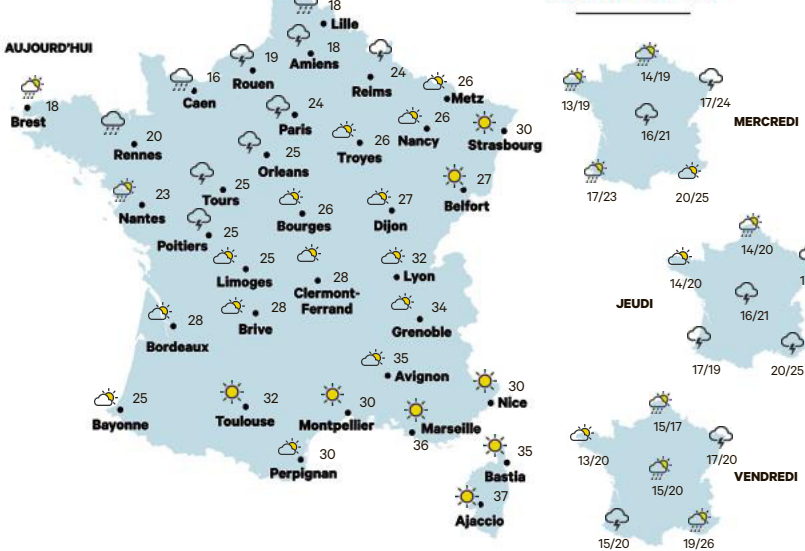 AUJOURD'HUI
18
Lille
18
Amiens
19
Rouen
16
Caen
24
Reims
26
Metz
18
Brest
20
Rennes
24
Paris
26
Nancy
30
Strasbourg
26
Troyes
25
Orleans
25
Tours
23
Nantes
27
Belfort
26
Bourges
27
Dijon
25
Poitiers
25
Limoges
28
Clermont-
Ferrand
32
Lyon
28
Bordeaux
28
Brive
34
Grenoble
35
Avignon
25
Bayonne
32
Toulouse
30
Montpellier
36
Marseille
30
Nice
30
Perpignan
35
Bastia
37
Ajaccio
14/19
13/19
17/24
16/21
17/23
20/25
MERCREDI
14/20
14/20
16/21
17/19
20/25
JEUDI
15/17
13/20
17/20
15/20
15/20
19/26
VENDREDI